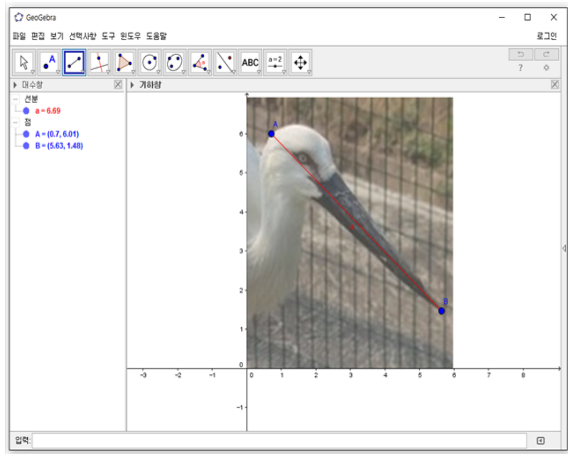 GeoGebra
파일 편집 보기 선택사항 도구 윈도우 도움말
로그인
ABC
a=2
?
대수창
기하창
선분
a = 6.69
점
A = (0.7, 6.01)
B = (5.63, 1.48)
A
B
6
5
4
3
2
1
0
-1
-3 -2 -1 0 1 2 3 4 5 6 7 8
입력: